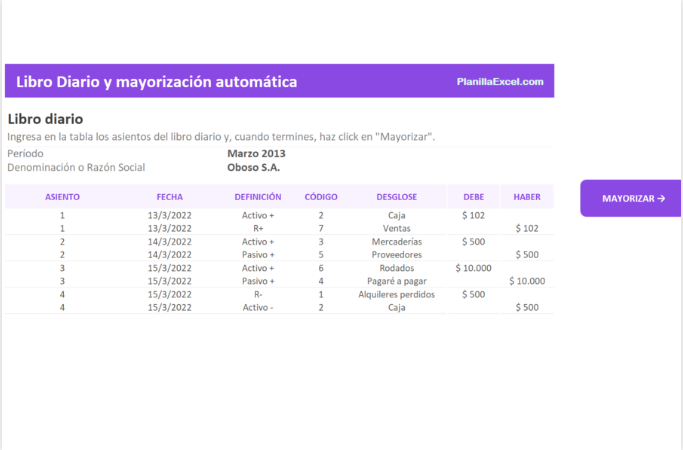 Libro Diario y mayorización automática PlanillaExcel.com
Libro diario
Ingresa en la tabla los asientos del libro diario y, cuando termines, haz click en "Mayorizar".
Período Marzo 2013
Denominación o Razón Social Oboso S.A.
ASIENTO FECHA DEFINICIÓN CÓDIGO DESGLOSE DEBE HABER
MAYORIZAR →
1 13/3/2022 Activo + 2 Caja $ 102
1 13/3/2022 R+ 7 Ventas $ 102
2 14/3/2022 Activo + 3 Mercaderías $ 500
2 14/3/2022 Pasivo + 5 Proveedores $ 500
3 15/3/2022 Activo + 6 Rodados $ 10.000
3 15/3/2022 Pasivo + 4 Pagaré a pagar $ 10.000
4 15/3/2022 R- 1 Alquileres perdidos $ 500
4 15/3/2022 Activo - 2 Caja $ 500